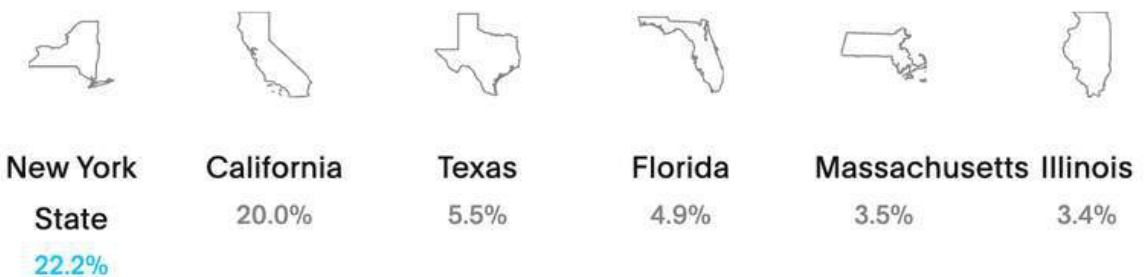 New York State
22.2%
California
20.0%
Texas
5.5%
Florida
4.9%
Massachusetts
3.5%
Illinois
3.4%